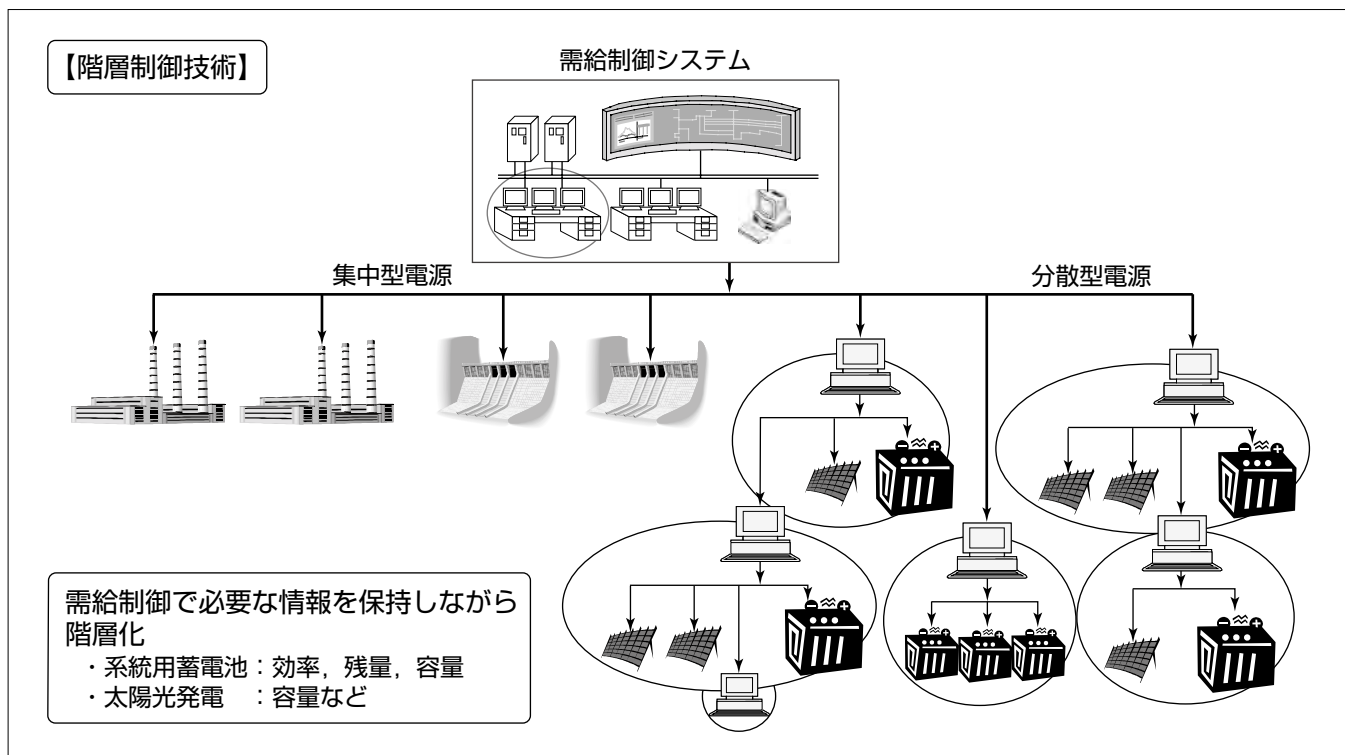 【階層制御技術】
需給制御システム
集中型電源
分散型電源
需給制御で必要な情報を保持しながら
階層化
・系統用蓄電池：効率，残量，容量
・太陽光発電　：容量など